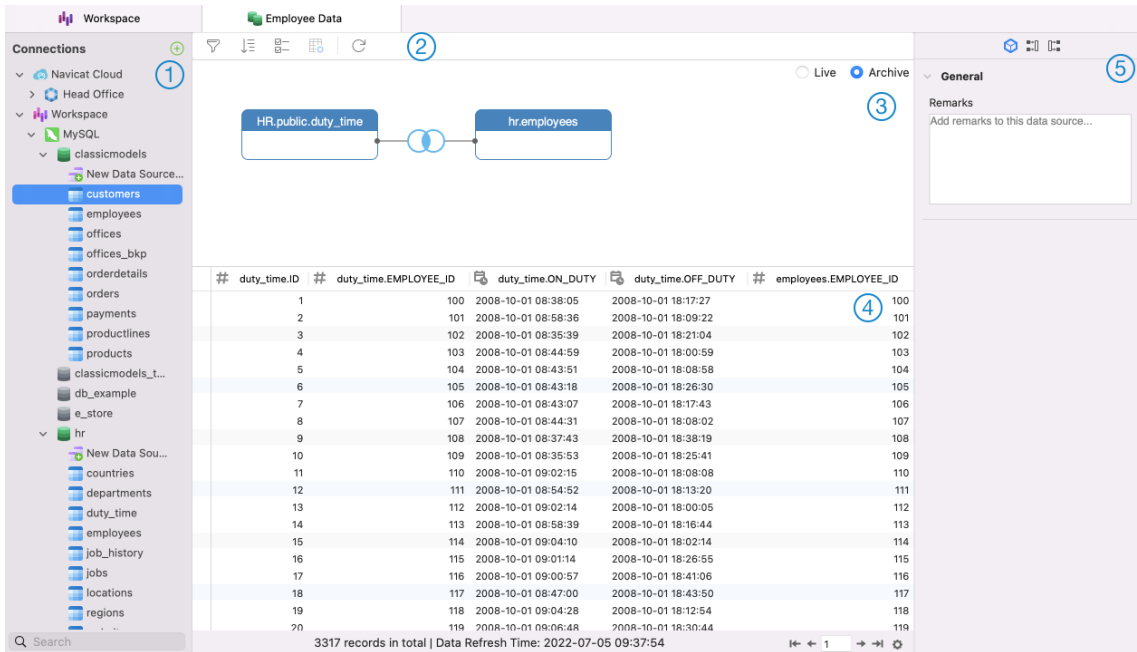 Workspace
Employee Data
Connections
1
2
Navicat Cloud
Head Office
Workspace
MySQL
classicmodels
New Data Source...
customers
employees
offices
offices_bkp
orderdetails
orders
payments
productlines
products
classicmodels_t...
db_example
e_store
hr
New Data Sou...
countries
departments
duty_time
employees
job_history
jobs
locations
regions
Search
Live Archive
3
HR.public.duty_time
hr.employees
# duty_time.ID # duty_time.EMPLOYEE_ID duty_time.ON_DUTY duty_time.OFF_DUTY # employees.EMPLOYEE_ID
4
1 100 2008-10-01 08:38:05 2008-10-01 18:17:27 100
2 101 2008-10-01 08:58:36 2008-10-01 18:09:22 101
3 102 2008-10-01 08:35:39 2008-10-01 18:21:04 102
4 103 2008-10-01 08:44:59 2008-10-01 18:00:59 103
5 104 2008-10-01 08:43:51 2008-10-01 18:08:58 104
6 105 2008-10-01 08:43:18 2008-10-01 18:26:30 105
7 106 2008-10-01 08:43:07 2008-10-01 18:17:43 106
8 107 2008-10-01 08:44:31 2008-10-01 18:08:02 107
9 108 2008-10-01 08:37:43 2008-10-01 18:38:19 108
10 109 2008-10-01 08:35:53 2008-10-01 18:25:41 109
11 110 2008-10-01 09:02:15 2008-10-01 18:08:08 110
12 111 2008-10-01 08:54:52 2008-10-01 18:13:20 111
13 112 2008-10-01 09:02:14 2008-10-01 18:00:05 112
14 113 2008-10-01 08:58:39 2008-10-01 18:16:44 113
15 114 2008-10-01 09:04:10 2008-10-01 18:02:14 114
16 115 2008-10-01 09:01:14 2008-10-01 18:26:55 115
17 116 2008-10-01 09:00:57 2008-10-01 18:41:06 116
18 117 2008-10-01 08:47:00 2008-10-01 18:43:50 117
19 118 2008-10-01 09:04:28 2008-10-01 18:12:54 118
20 119 2008-10-01 09:06:48 2008-10-01 18:30:44 119
3317 records in total | Data Refresh Time: 2022-07-05 09:37:54
1
5
General
Remarks
Add remarks to this data source...